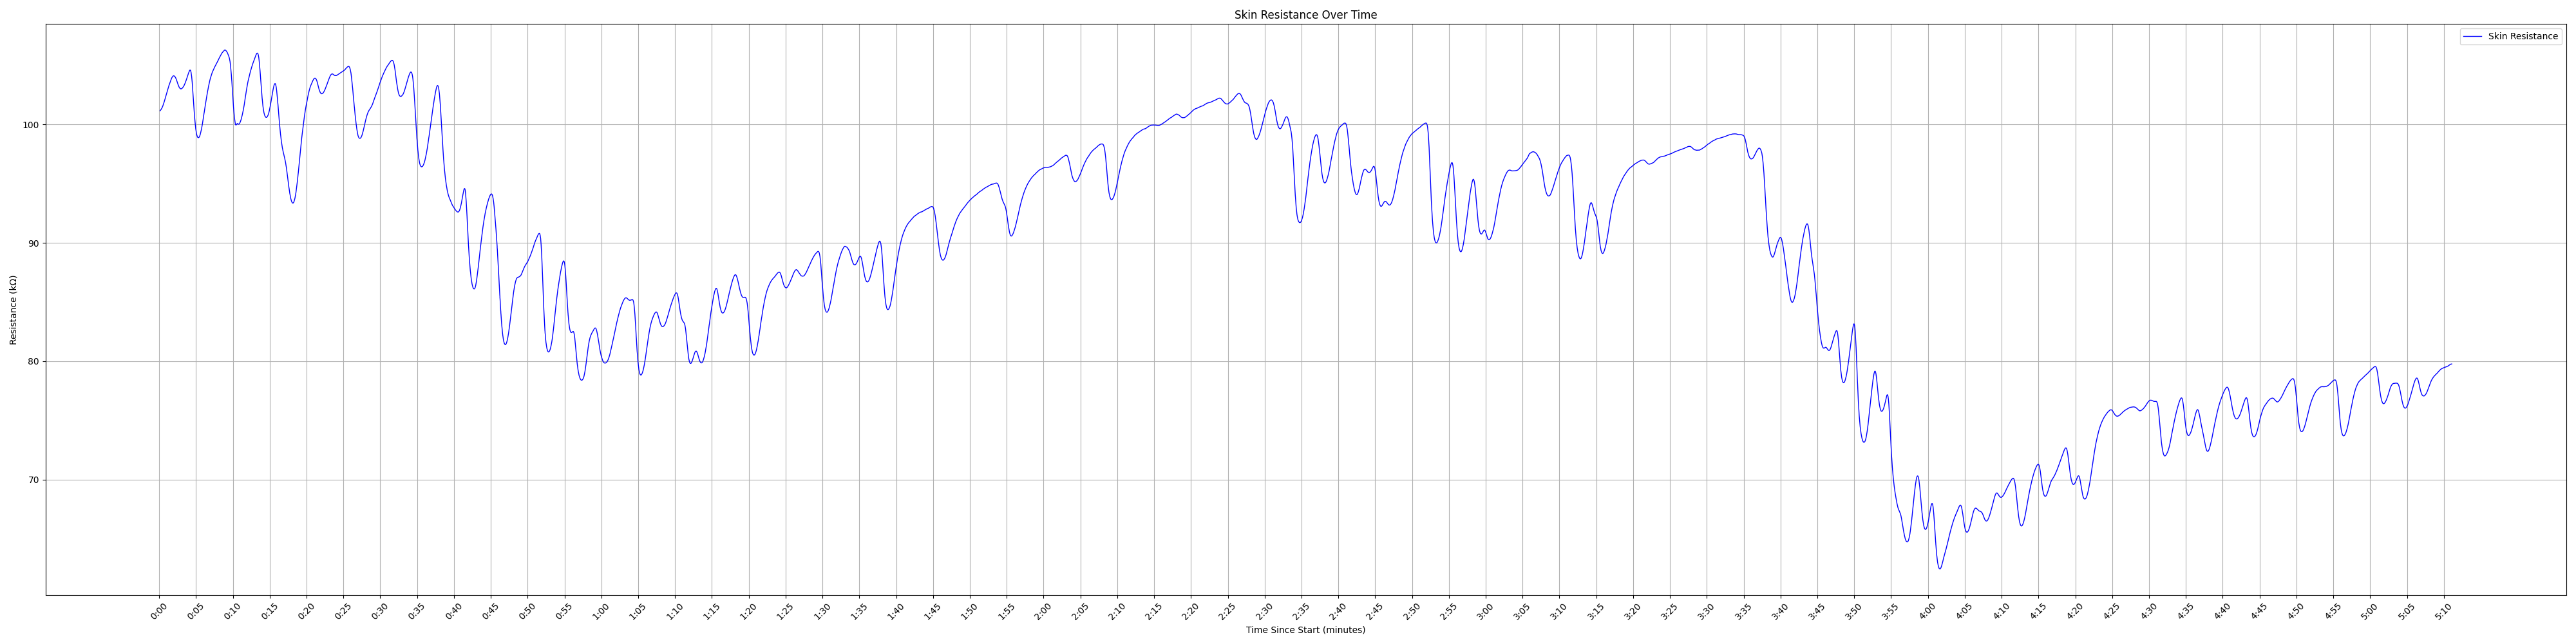 Skin Resistance Over Time
Skin Resistance
Resistance (kΩ)
100
90
80
70
0:00 0:05 0:10 0:15 0:20 0:25 0:30 0:35 0:40 0:45 0:50 0:55 1:00 1:05 1:10 1:15 1:20 1:25 1:30 1:35 1:40 1:45 1:50 1:55 2:00 2:05 2:10 2:15 2:20 2:25 2:30 2:35 2:40 2:45 2:50 2:55 3:00 3:05 3:10 3:15 3:20 3:25 3:30 3:35 3:40 3:45 3:50 3:55 4:00 4:05 4:10 4:15 4:20 4:25 4:30 4:35 4:40 4:45 4:50 4:55 5:00 5:05 5:10
Time Since Start (minutes)